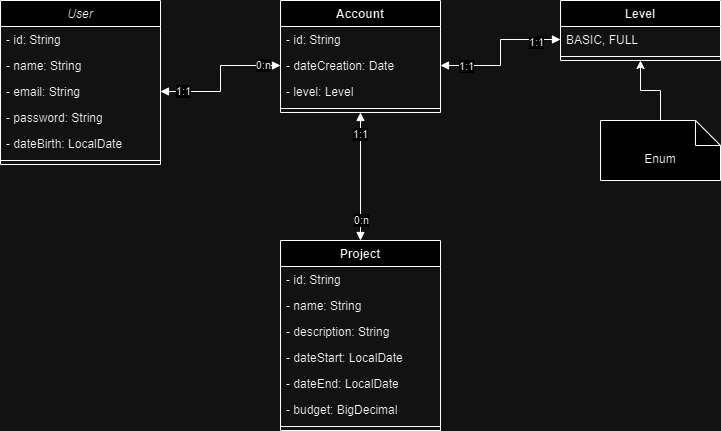 User
- id: String
- name: String
- email: String
- password: String
- dateBirth: LocalDate
1:1
0:n
Account
- id: String
- dateCreation: Date
- level: Level
1:1
1:1
Level
BASIC, FULL
Enum
1:1
0:n
Project
- id: String
- name: String
- description: String
- dateStart: LocalDate
- dateEnd: LocalDate
- budget: BigDecimal